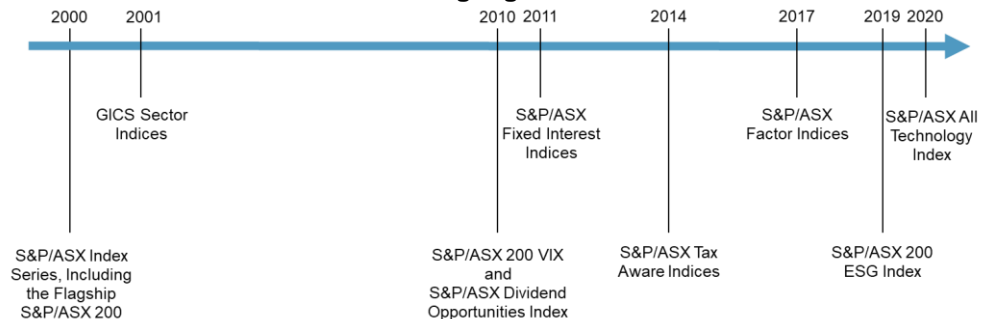 2000 2001 2010 2011 2014 2017 2019 2020
GICS Sector
Indices
S&P/ASX
Fixed Interest
Indices
S&P/ASX
Factor Indices
S&P/ASX All
Technology
Index
S&P/ASX Index
Series, Including
the Flagship
S&P/ASX 200
S&P/ASX 200 VIX
and
S&P/ASX Dividend
Opportunities Index
S&P/ASX Tax
Aware Indices
S&P/ASX 200
ESG Index